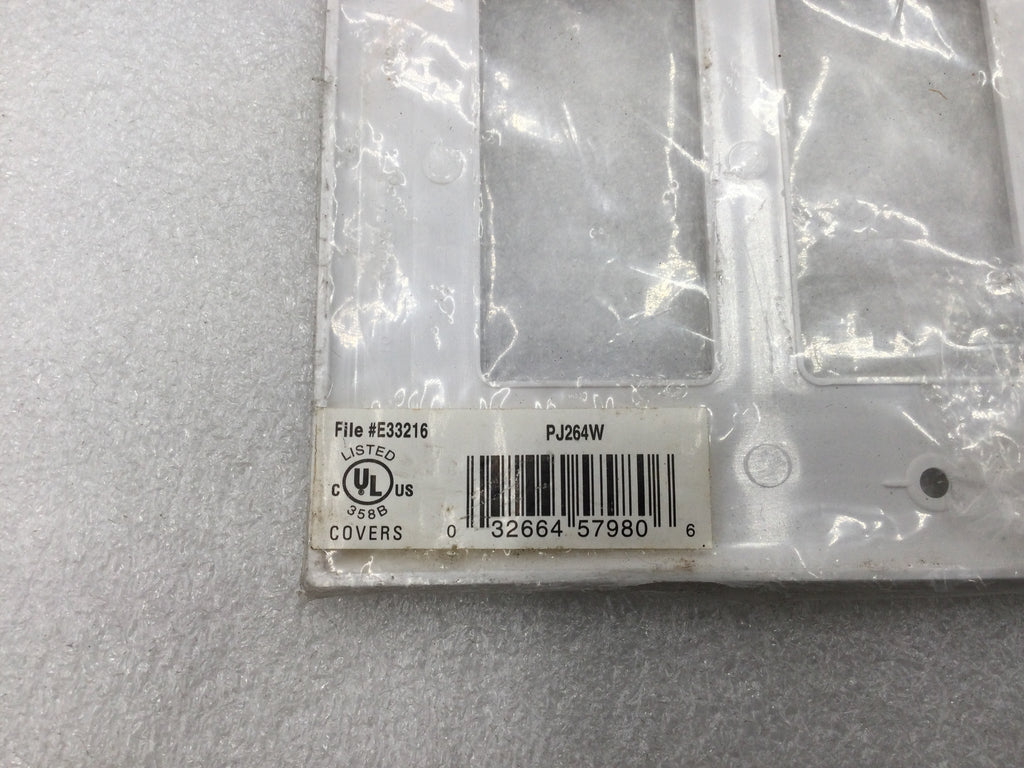 File #E33216
PJ264W
LISTED
C UL US
358B
COVERS
0 32664 57980 6